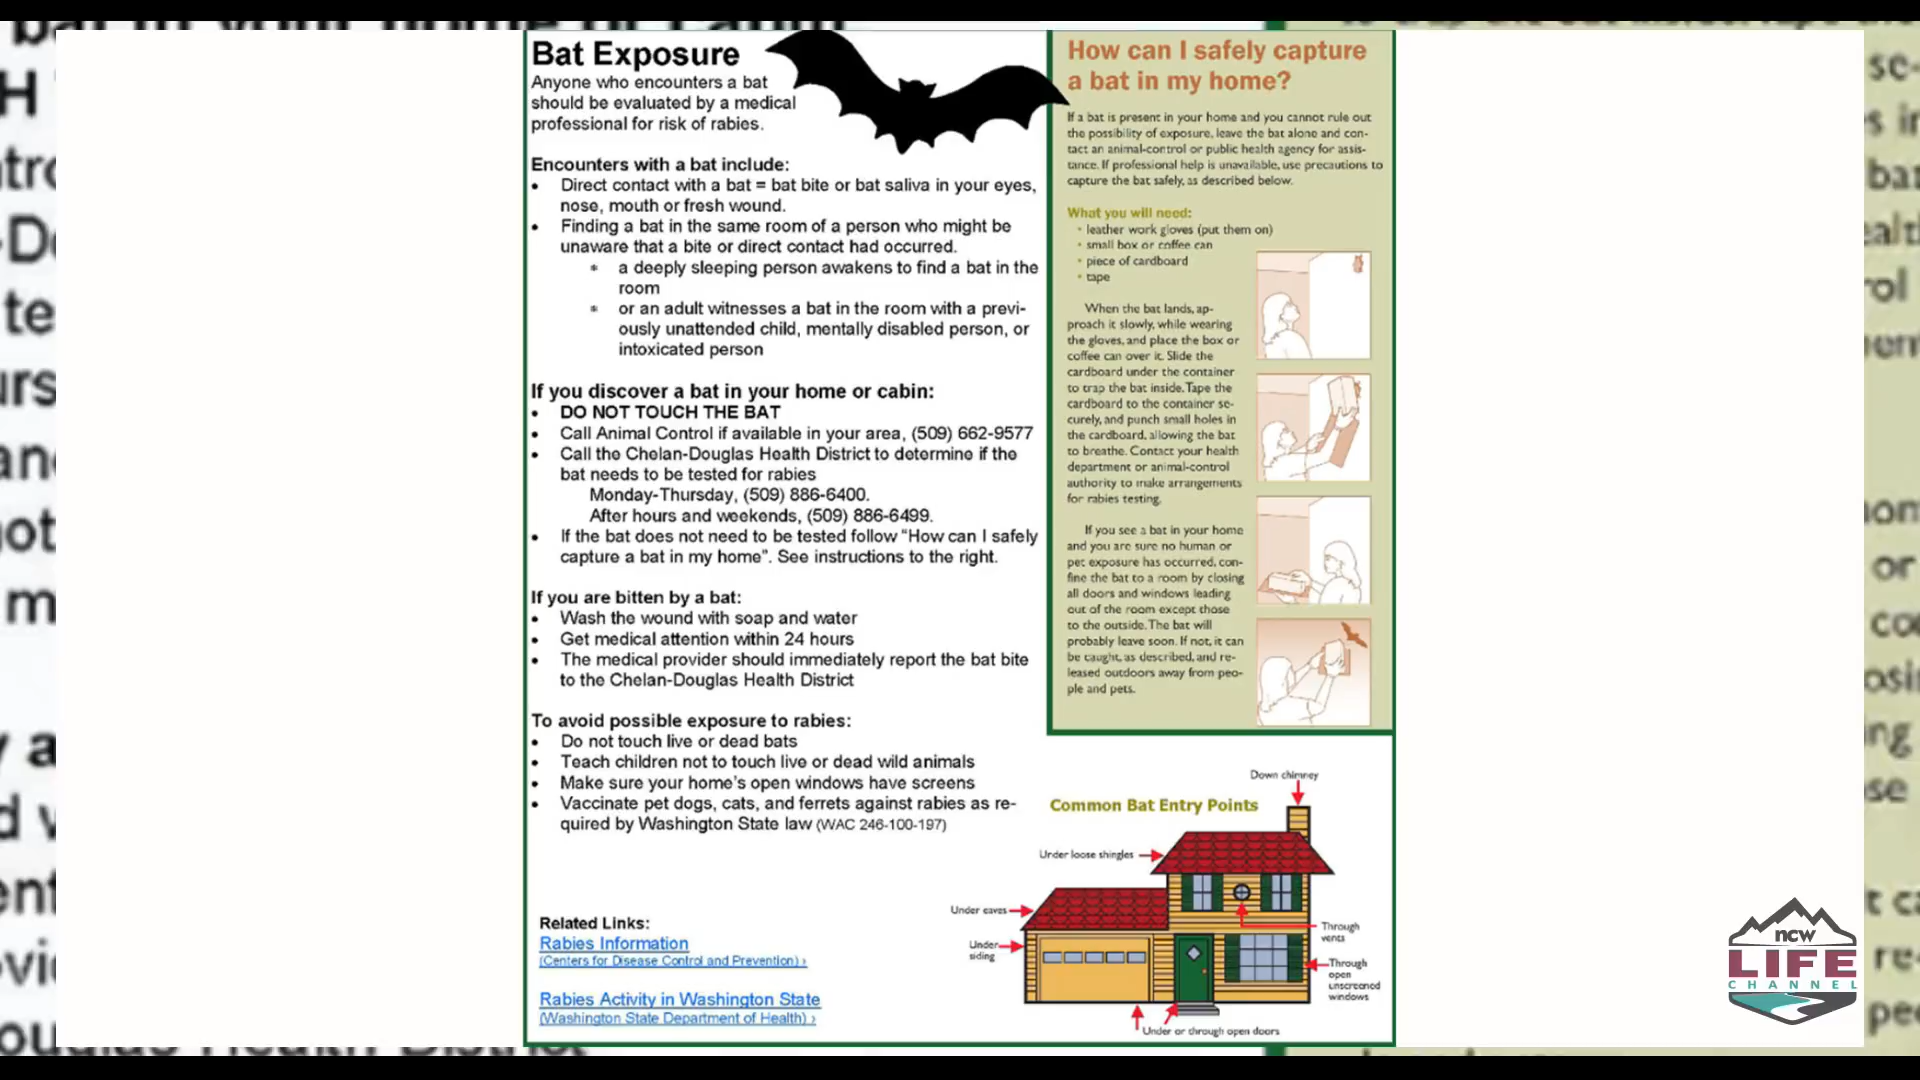 Bat Exposure
Anyone who encounters a bat
should be evaluated by a medical
professional for risk of rabies.
Encounters with a bat include:
• Direct contact with a bat = bat bite or bat saliva in your eyes,
nose, mouth or fresh wound.
• Finding a bat in the same room of a person who might be
unaware that a bite or direct contact had occurred.
* a deeply sleeping person awakens to find a bat in the
room
* or an adult witnesses a bat in the room with a previ-
ously unattended child, mentally disabled person, or
intoxicated person
If you discover a bat in your home or cabin:
• DO NOT TOUCH THE BAT
• Call Animal Control if available in your area, (509) 662-9577
• Call the Chelan-Douglas Health District to determine if the
bat needs to be tested for rabies
Monday-Thursday, (509) 886-6400.
After hours and weekends, (509) 886-6499.
• If the bat does not need to be tested follow “How can I safely
capture a bat in my home”. See instructions to the right.
If you are bitten by a bat:
• Wash the wound with soap and water
• Get medical attention within 24 hours
• The medical provider should immediately report the bat bite
to the Chelan-Douglas Health District
To avoid possible exposure to rabies:
• Do not touch live or dead bats
• Teach children not to touch live or dead wild animals
• Make sure your home's open windows have screens
• Vaccinate pet dogs, cats, and ferrets against rabies as re-
quired by Washington State law (WAC 246-100-197)
Related Links:
Rabies Information
(Centers for Disease Control and Prevention) ›
Rabies Activity in Washington State
(Washington State Department of Health) ›
How can I safely capture
a bat in my home?
If a bat is present in your home and you cannot rule out
the possibility of exposure, leave the bat alone and con-
tact an animal-control or public health agency for assis-
tance. If professional help is unavailable, use precautions to
capture the bat safely, as described below.
What you will need:
• leather work gloves (put them on)
• small box or coffee can
• piece of cardboard
• tape
When the bat lands, ap-
proach it slowly, while wearing
the gloves, and place the box or
coffee can over it. Slide the
cardboard under the container
to trap the bat inside. Tape the
cardboard to the container se-
curely, and punch small holes in
the cardboard, allowing the bat
to breathe. Contact your health
department or animal-control
authority to make arrangements
for rabies testing.
If you see a bat in your home
and you are sure no human or
pet exposure has occurred, con-
fine the bat to a room by closing
all doors and windows leading
out of the room except those
to the outside. The bat will
probably leave soon. If not, it can
be caught, as described, and re-
leased outdoors away from peo-
ple and pets.
Common Bat Entry Points
Down chimney
Under loose shingles
Under eaves
Under
siding
Through
vents
Through
open
unscreened
windows
Under or through open doors
ncw
LIFE
CHANNEL